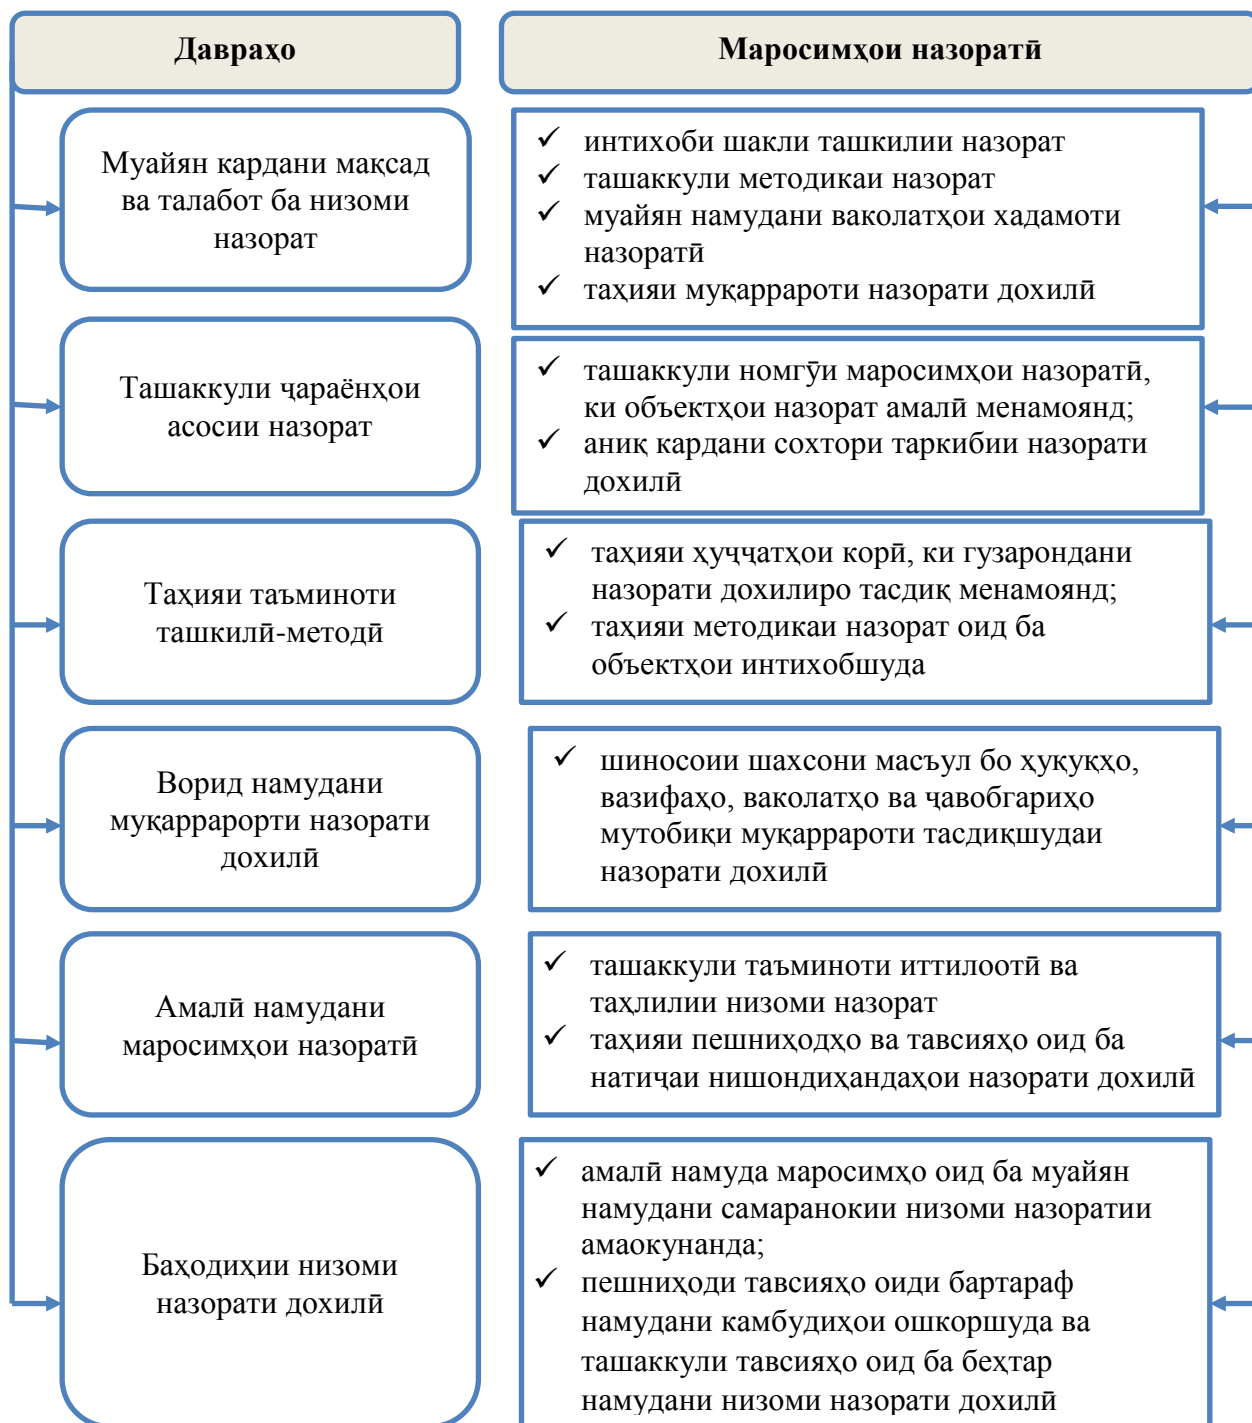 Давраҳо
Маросимҳои назоратӣ
Муайян кардани мақсад
ва талабот ба низоми
назорат
✓ интихоби шакли ташкилии назорат
✓ ташаккули методикаи назорат
✓ муайян намудани ваколатҳои хадамоти
назоратӣ
✓ таҳияи муқаррароти назорати дохилӣ
Ташаккули ҷараёнҳои
асосии назорат
✓ ташаккули номгӯи маросимҳои назоратӣ,
ки объектҳои назорат амалӣ менамоянд;
✓ аниқ кардани сохтори таркибии назорати
дохилӣ
Таҳияи таъминоти
ташкилӣ-методӣ
✓ таҳияи ҳуҷҷатҳои корӣ, ки гузарондани
назорати дохилиро тасдиқ менамоянд;
✓ таҳияи методикаи назорат оид ба
объектҳои интихобшуда
Ворид намудани
муқаррарорти назорати
дохилӣ
✓ шиносоии шахсони масъул бо ҳуқуқҳо,
вазифаҳо, ваколатҳо ва ҷавобгариҳо
мутобиқи муқаррароти тасдиқшудаи
назорати дохилӣ
Амалӣ намудани
маросимҳои назоратӣ
✓ ташаккули таъминоти иттилоотӣ ва
таҳлилии низоми назорат
✓ таҳияи пешниҳодҳо ва тавсияҳо оид ба
натиҷаи нишондиҳандаҳои назорати дохилӣ
Баҳодиҳии низоми
назорати дохилӣ
✓ амалӣ намуда маросимҳо оид ба муайян
намудани самаранокии низоми назоратии
амаокунанда;
✓ пешниҳоди тавсияҳо оиди бартараф
намудани камбудиҳои ошкоршуда ва
ташаккули тавсияҳо оид ба беҳтар
намудани низоми назорати дохилӣ